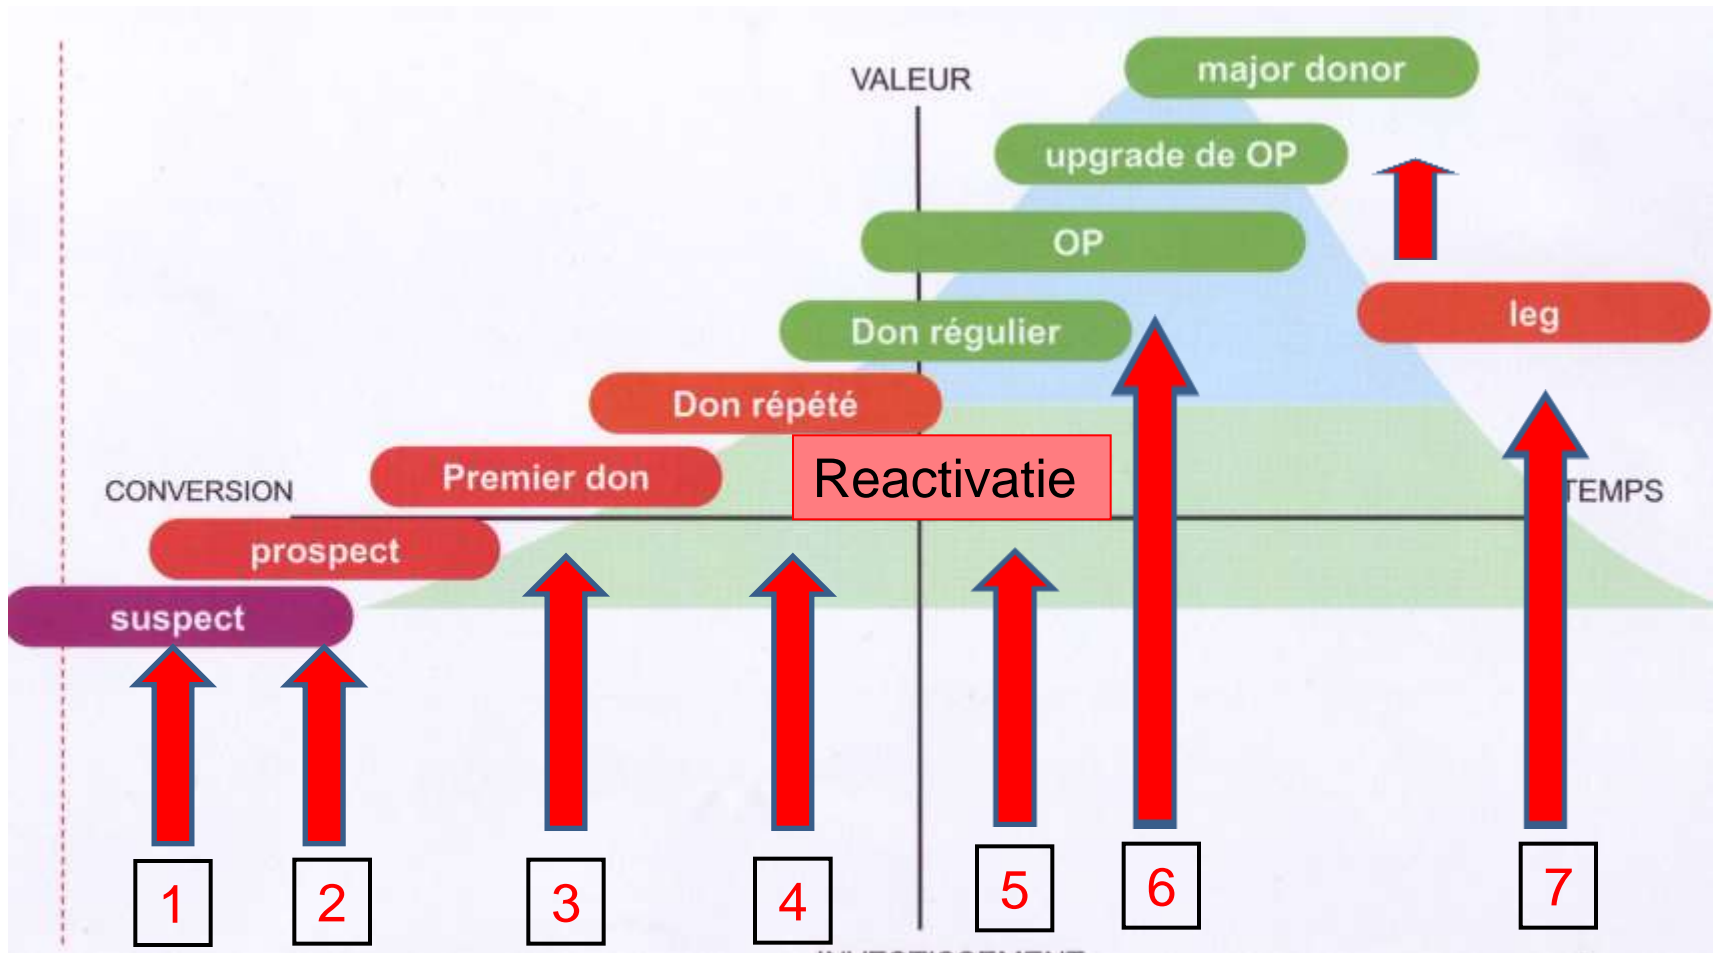 major donor
VALEUR
upgrade de OP
OP
leg
Don régulier
Don répété
Premier don
Reactivatie
CONVERSION
TEMPS
prospect
suspect
1
2
3
4
5
6
7